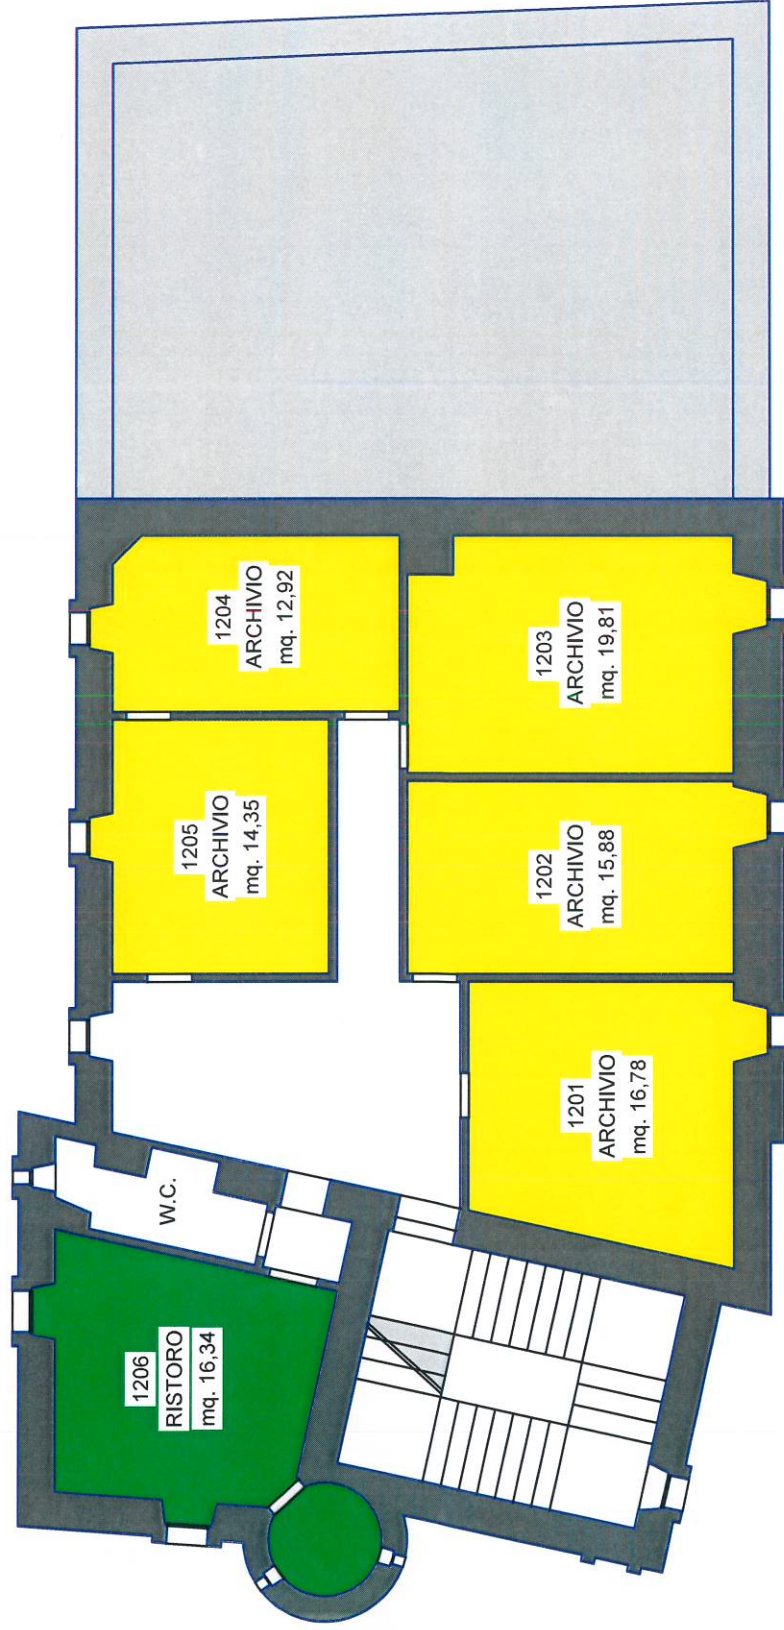 1204
ARCHIVIO
mq. 12,92
1203
ARCHIVIO
mq. 19,81
1205
ARCHIVIO
mq. 14,35
1202
ARCHIVIO
mq. 15,88
1201
ARCHIVIO
mq. 16,78
W.C.
1206
RISTORO
mq. 16,34